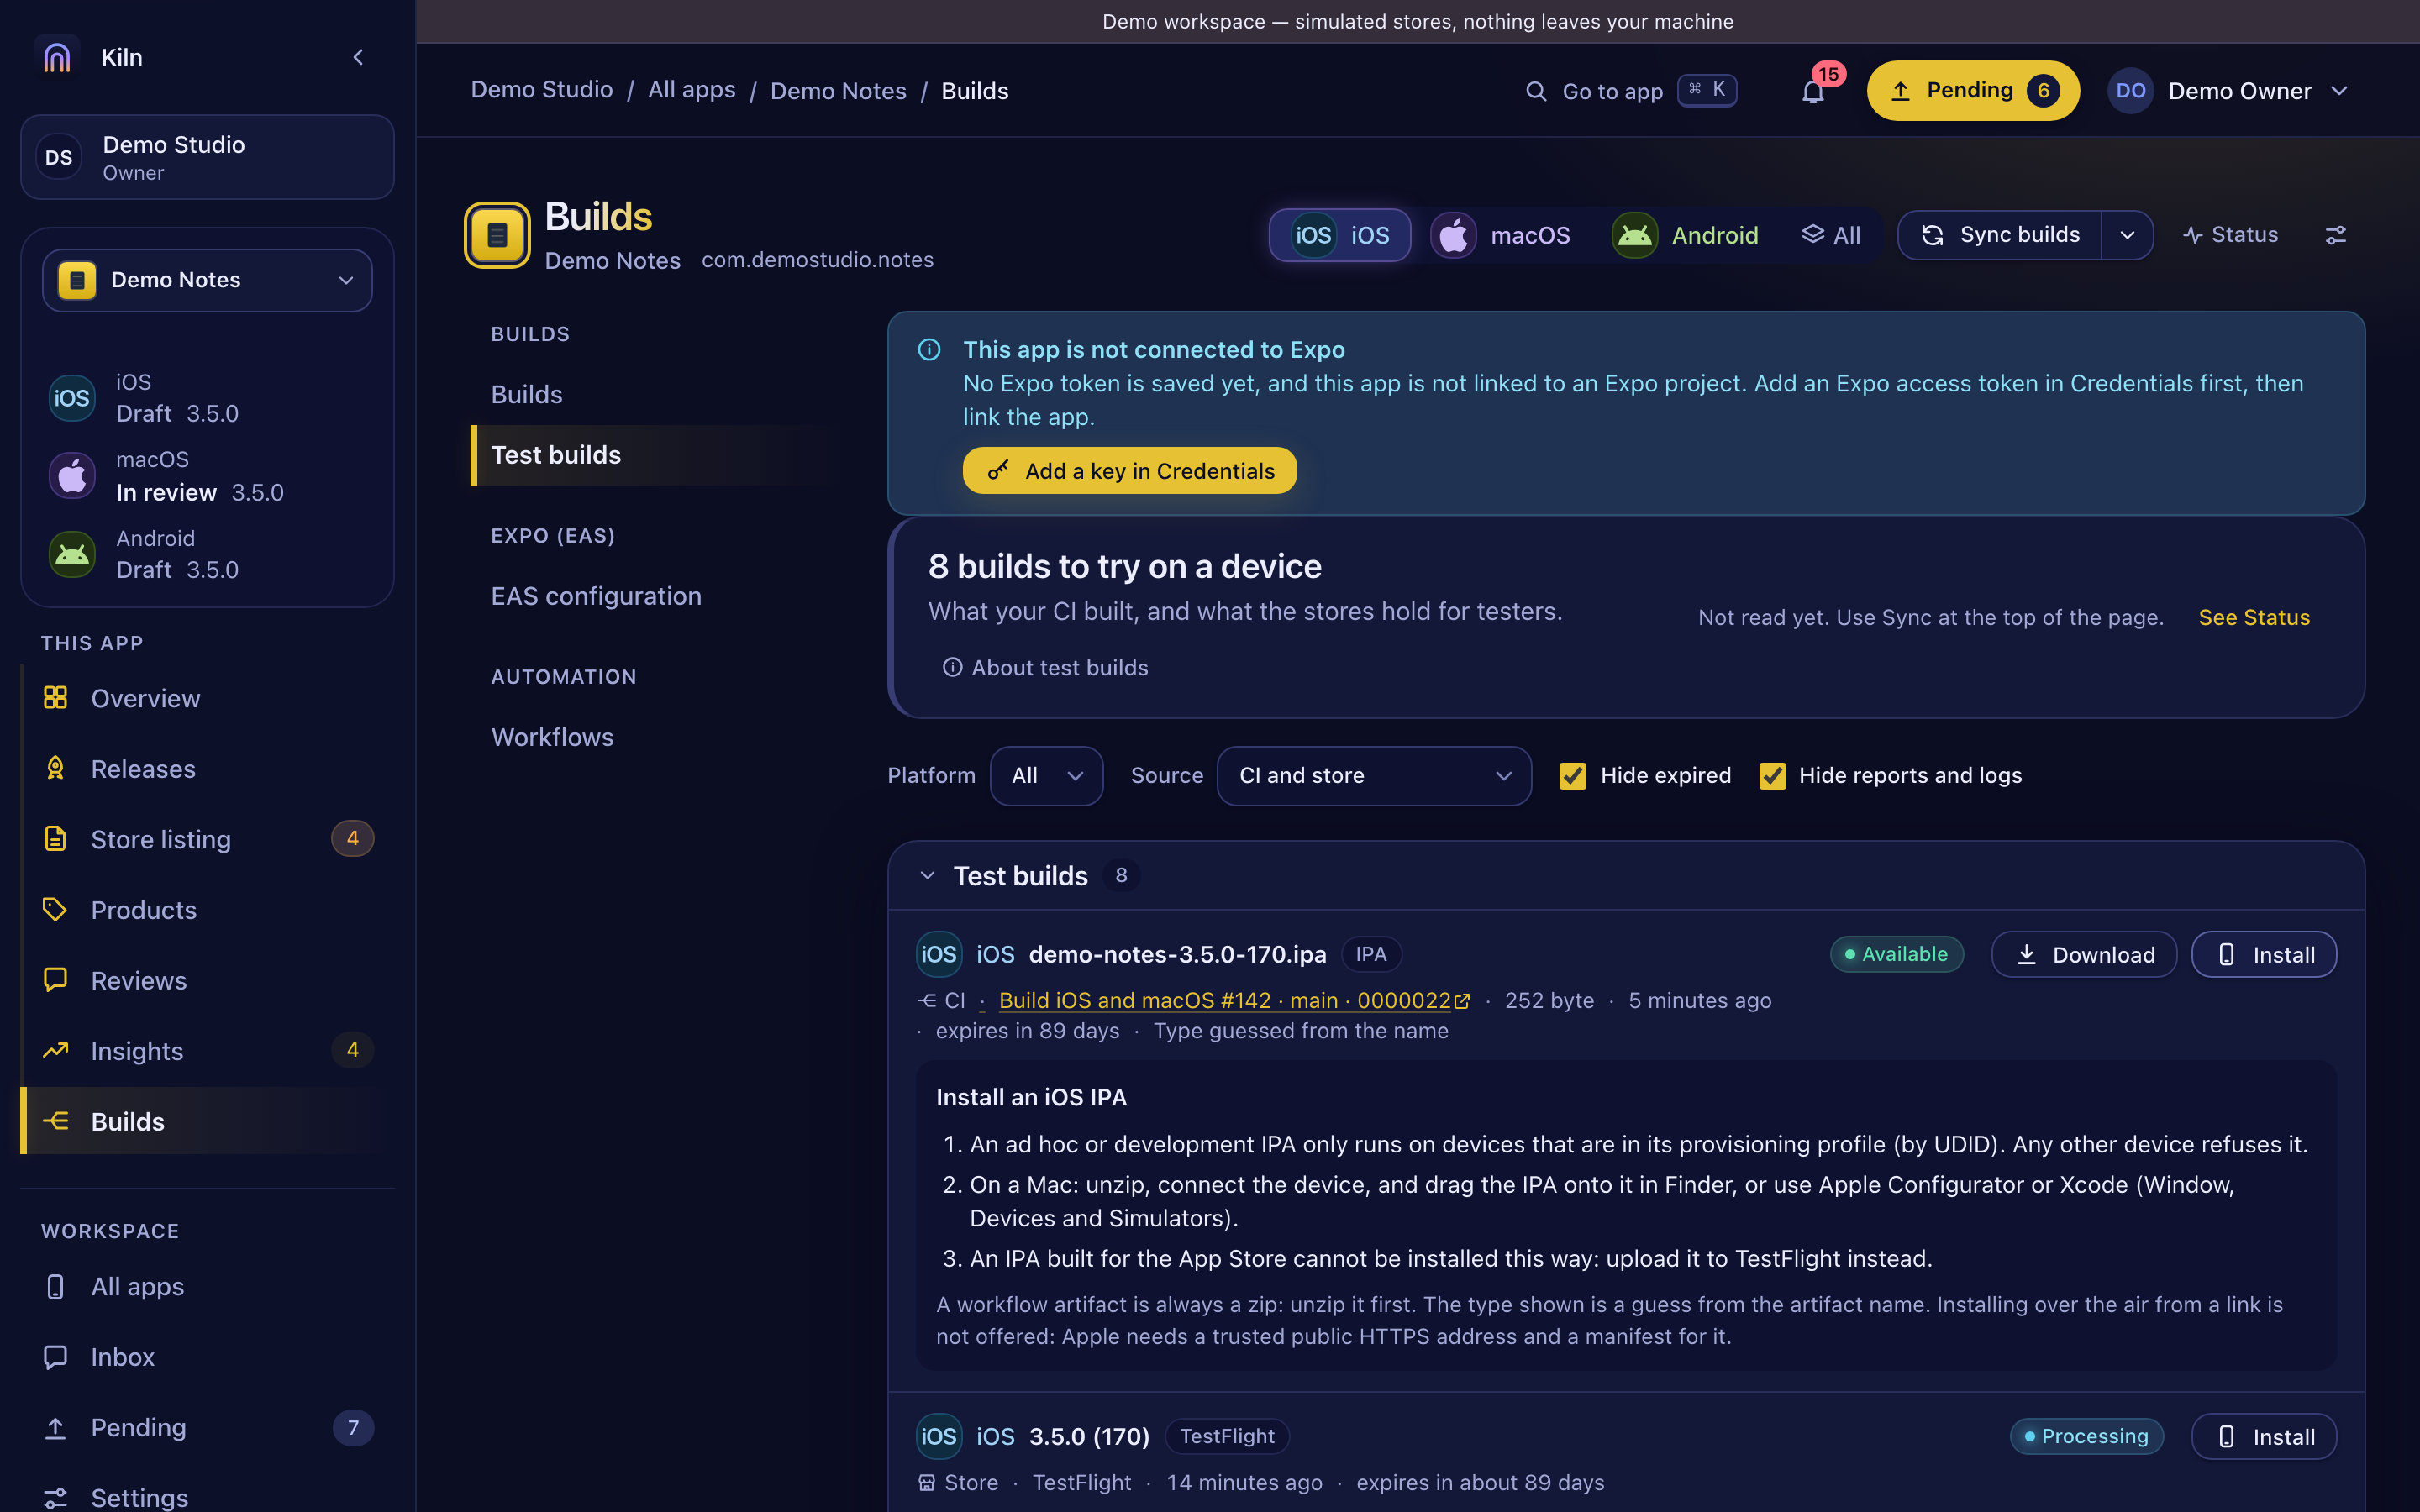 Demo workspace — simulated stores, nothing leaves your machine
Kiln
DS
Demo Studio
Owner
Demo Notes
iOS
iOS
Draft 3.5.0
macOS
In review 3.5.0
Android
Draft 3.5.0
THIS APP
Overview
Releases
Store listing 4
Products
Reviews
Insights 4
Builds
WORKSPACE
All apps
Inbox
Pending 7
Settings
Demo Studio / All apps / Demo Notes / Builds
Go to app ⌘ K
15
Pending 6
DO Demo Owner
Builds
Demo Notes com.demostudio.notes
iOS iOS
macOS
Android
All
Sync builds
Status
BUILDS
Builds
Test builds
EXPO (EAS)
EAS configuration
AUTOMATION
Workflows
This app is not connected to Expo
No Expo token is saved yet, and this app is not linked to an Expo project. Add an Expo access token in Credentials first, then
link the app.
Add a key in Credentials
8 builds to try on a device
What your CI built, and what the stores hold for testers.
Not read yet. Use Sync at the top of the page. See Status
About test builds
Platform All Source CI and store Hide expired Hide reports and logs
Test builds 8
iOS iOS demo-notes-3.5.0-170.ipa IPA Available Download Install
CI · Build iOS and macOS #142 · main · 0000022 · 252 byte · 5 minutes ago
· expires in 89 days · Type guessed from the name
Install an iOS IPA
1. An ad hoc or development IPA only runs on devices that are in its provisioning profile (by UDID). Any other device refuses it.
2. On a Mac: unzip, connect the device, and drag the IPA onto it in Finder, or use Apple Configurator or Xcode (Window,
Devices and Simulators).
3. An IPA built for the App Store cannot be installed this way: upload it to TestFlight instead.
A workflow artifact is always a zip: unzip it first. The type shown is a guess from the artifact name. Installing over the air from a link is
not offered: Apple needs a trusted public HTTPS address and a manifest for it.
iOS iOS 3.5.0 (170) TestFlight Processing Install
Store · TestFlight · 14 minutes ago · expires in about 89 days